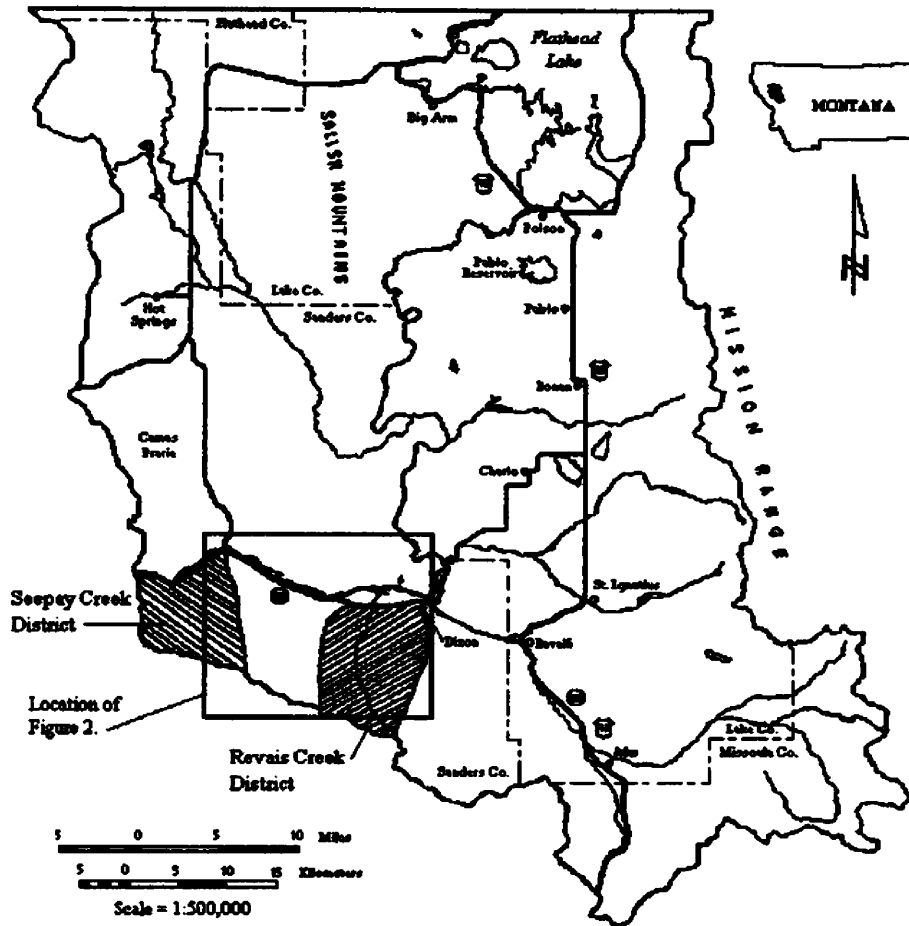 Flathead Co.
Flathead
Lake
Big Arm
MONTANA
SALISH MOUNTAINS
Polson
Pablo
Reservoir
Lake Co.
Sanders Co.
Hot
Springs
Pablo
Ronan
MISSION RANGE
Camas
Prarie
Charlo
St. Ignatius
Seepay Creek
District
Dixon
Ravalli
Location of
Figure 2.
Revais Creek
District
Sanders Co.
Lake Co.
Missoula Co.
5 0 5 10 Miles
5 0 5 10 15 Kilometers
Scale = 1:500,000